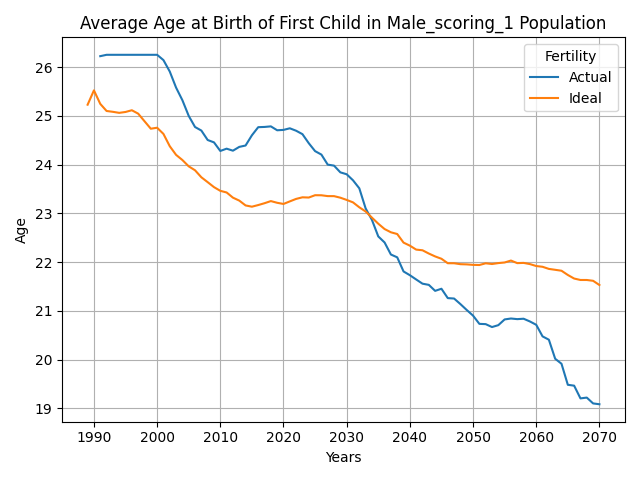 Average Age at Birth of First Child in Male_scoring_1 Population
Fertility
Actual
Ideal
26
25
24
23
22
21
20
19
Age
1990 2000 2010 2020 2030 2040 2050 2060 2070
Years